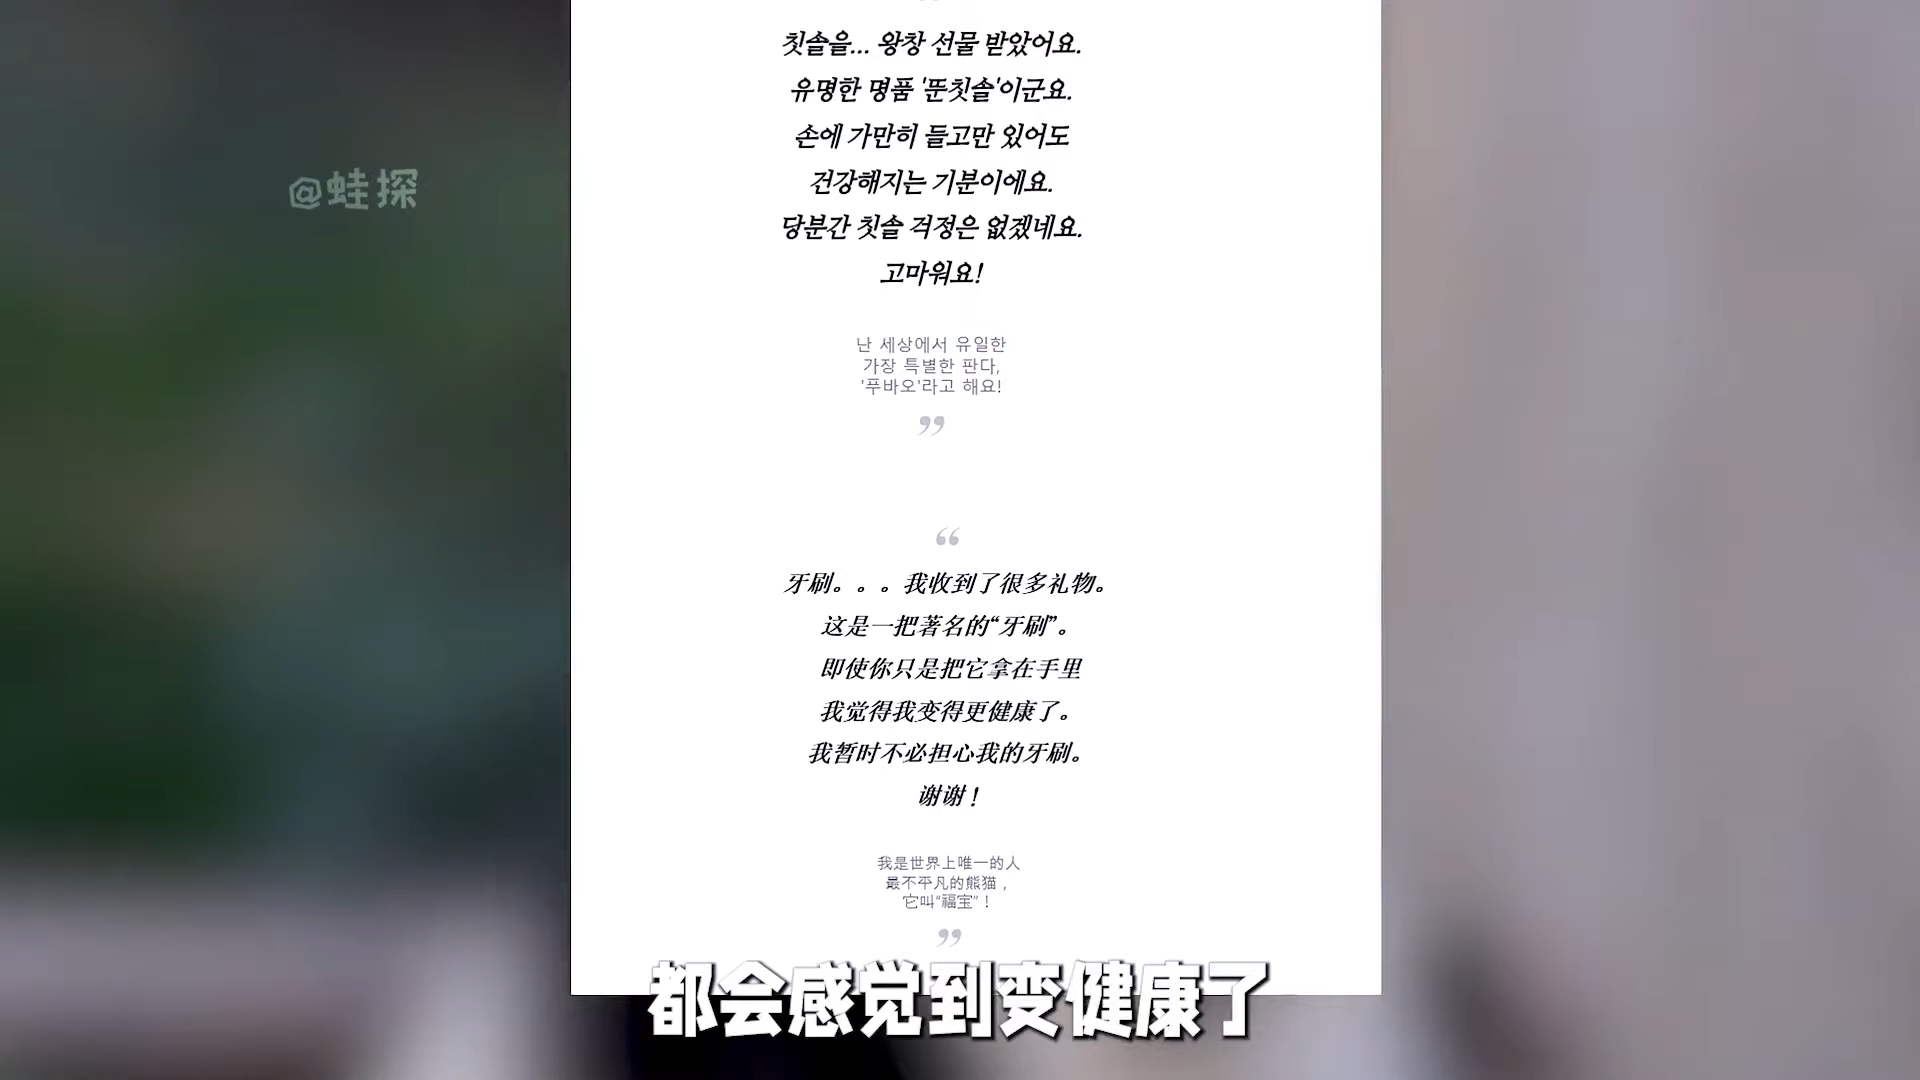 칫솔을... 왕창 선물 받았어요.
유명한 명품 '뚠칫솔'이군요.
손에 가만히 들고만 있어도
건강해지는 기분이에요.
당분간 칫솔 걱정은 없겠네요.
고마워요!
@蛙探
난 세상에서 유일한
가장 특별한 판다,
'푸바오'라고 해요!
”
“
牙刷。。。我收到了很多礼物。
这是一把著名的“牙刷”。
即使你只是把它拿在手里
我觉得我变得更健康了。
我暂时不必担心我的牙刷。
谢谢！
我是世界上唯一的人
最不平凡的熊猫，
它叫“福宝”！
”
都会感觉到变健康了